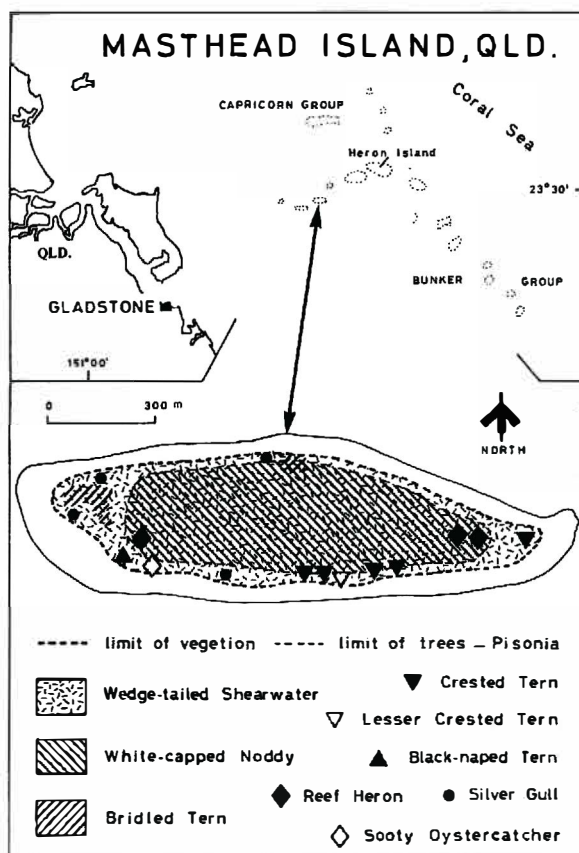 MASTHEAD ISLAND, QLD.
Coral Sea
CAPRICORN GROUP
Heron Island
23°30'
QLD.
BUNKER GROUP
GLADSTONE
151°00'
0 300 m
NORTH
limit of vegetion limit of trees – Pisonia
Wedge-tailed Shearwater
Crested Tern
Lesser Crested Tern
White-capped Noddy
Black-naped Tern
Reef Heron
Silver Gull
Bridled Tern
Sooty Oystercatcher